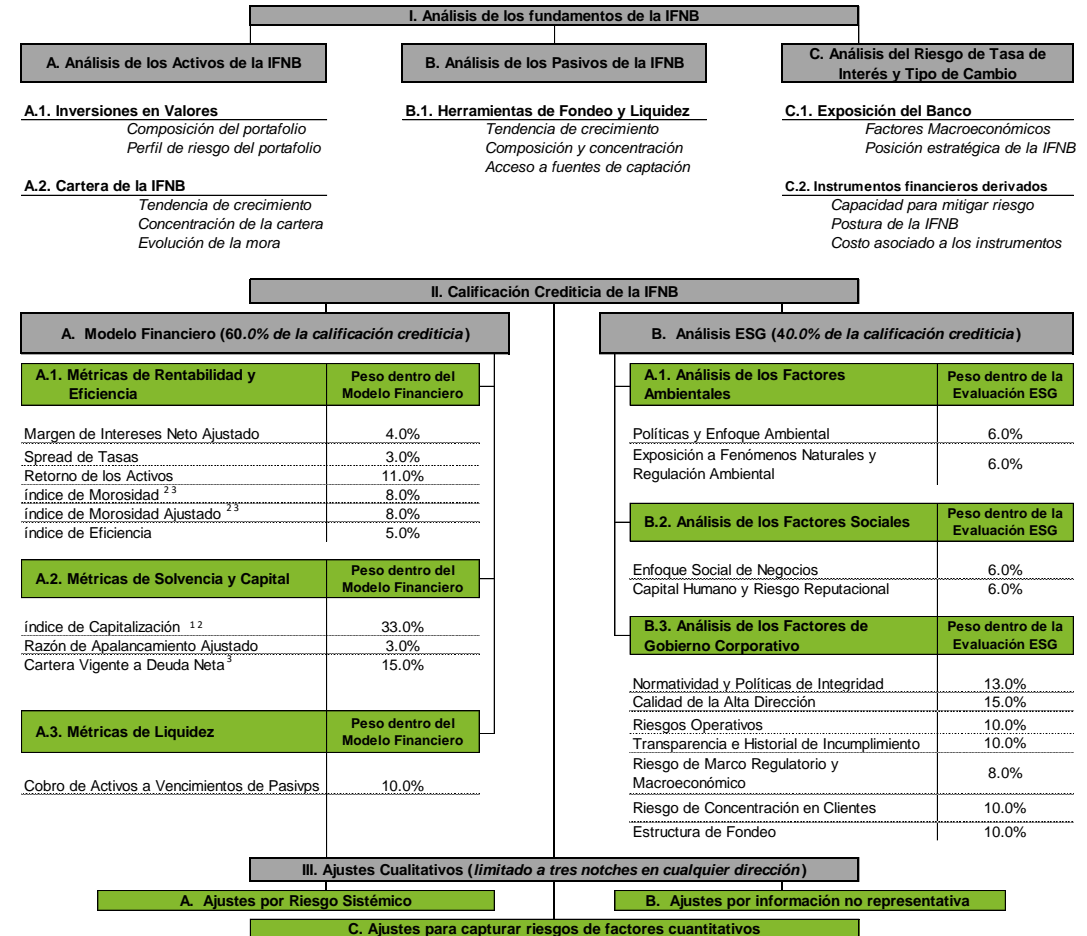 I. Análisis de los fundamentos de la IFNB
A. Análisis de los Activos de la IFNB
A.1. Inversiones en Valores
Composición del portafolio
Perfil de riesgo del portafolio
A.2. Cartera de la IFNB
Tendencia de crecimiento
Concentración de la cartera
Evolución de la mora
B. Análisis de los Pasivos de la IFNB
B.1. Herramientas de Fondeo y Liquidez
Tendencia de crecimiento
Composición y concentración
Acceso a fuentes de captación
C. Análisis del Riesgo de Tasa de
Interés y Tipo de Cambio
C.1. Exposición del Banco
Factores Macroeconómicos
Posición estratégica de la IFNB
C.2. Instrumentos financieros derivados
Capacidad para mitigar riesgo
Postura de la IFNB
Costo asociado a los instrumentos
II. Calificación Crediticia de la IFNB
A. Modelo Financiero (60.0% de la calificación crediticia)
A.1. Métricas de Rentabilidad y
Eficiencia
Peso dentro del
Modelo Financiero
Margen de Intereses Neto Ajustado 4.0%
Spread de Tasas 3.0%
Retorno de los Activos 11.0%
índice de Morosidad 2 3 8.0%
índice de Morosidad Ajustado 2 3 8.0%
índice de Eficiencia 5.0%
A.2. Métricas de Solvencia y Capital
Peso dentro del
Modelo Financiero
índice de Capitalización 1 2 33.0%
Razón de Apalancamiento Ajustado 3.0%
Cartera Vigente a Deuda Neta 3 15.0%
A.3. Métricas de Liquidez
Peso dentro del
Modelo Financiero
Cobro de Activos a Vencimientos de Pasivps 10.0%
B. Análisis ESG (40.0% de la calificación crediticia)
A.1. Análisis de los Factores
Ambientales
Peso dentro de la
Evaluación ESG
Políticas y Enfoque Ambiental 6.0%
Exposición a Fenómenos Naturales y
Regulación Ambiental 6.0%
B.2. Análisis de los Factores Sociales
Peso dentro de la
Evaluación ESG
Enfoque Social de Negocios 6.0%
Capital Humano y Riesgo Reputacional 6.0%
B.3. Análisis de los Factores de
Gobierno Corporativo
Peso dentro de la
Evaluación ESG
Normatividad y Políticas de Integridad 13.0%
Calidad de la Alta Dirección 15.0%
Riesgos Operativos 10.0%
Transparencia e Historial de Incumplimiento 10.0%
Riesgo de Marco Regulatorio y
Macroeconómico 8.0%
Riesgo de Concentración en Clientes 10.0%
Estructura de Fondeo 10.0%
III. Ajustes Cualitativos (limitado a tres notches en cualquier dirección)
A. Ajustes por Riesgo Sistémico
B. Ajustes por información no representativa
C. Ajustes para capturar riesgos de factores cuantitativos